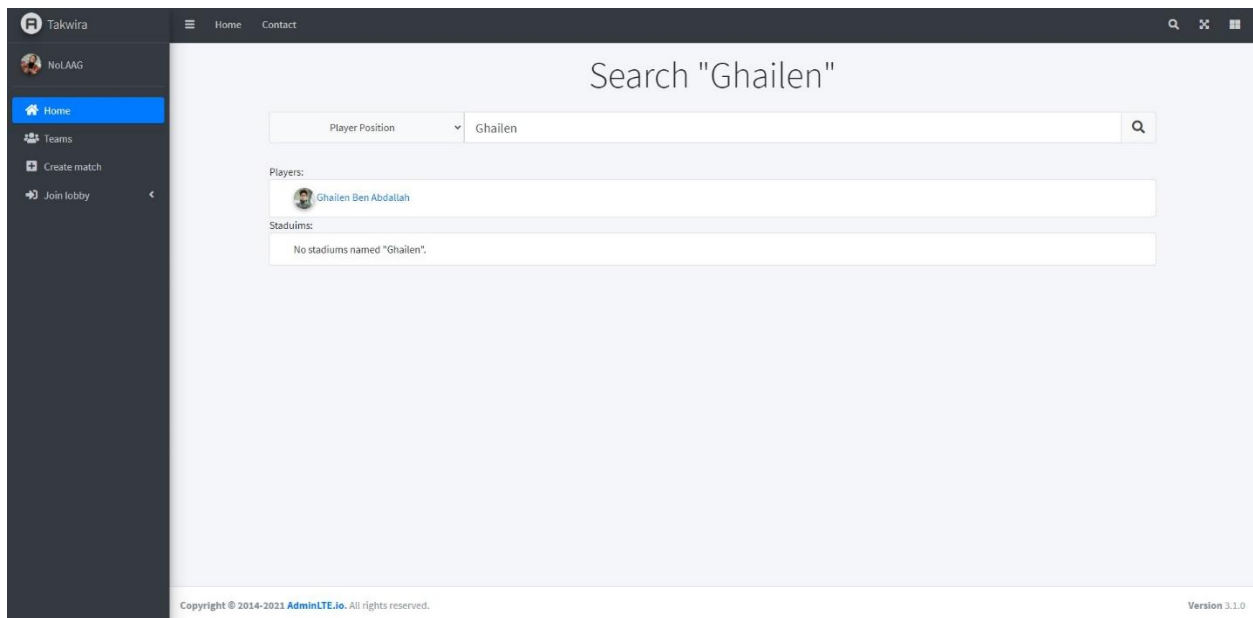 Takwira
Home Contact
NoLAAG
Home
Teams
Create match
Join lobby
Search "Ghailen"
Player Position Ghailen
Players:
Ghailen Ben Abdallah
Staduims:
No stadiums named "Ghailen".
Copyright © 2014-2021 AdminLTE.io. All rights reserved. Version 3.1.0